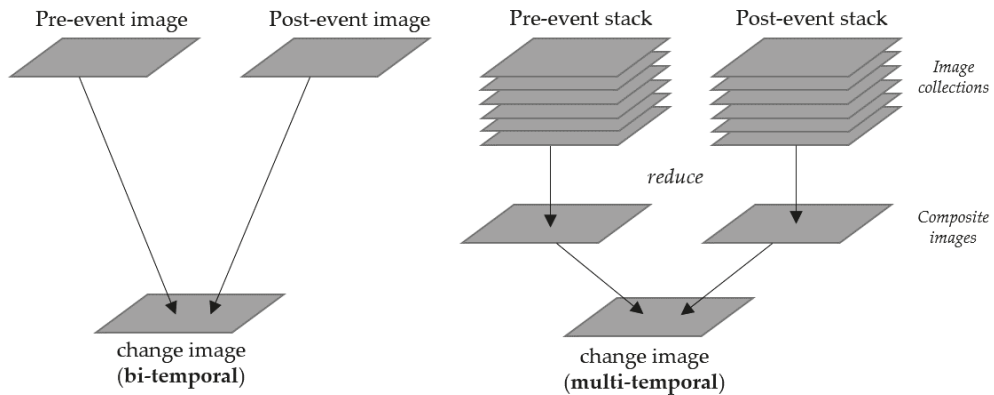 Pre-event image
Post-event image
change image
(bi-temporal)
Pre-event stack
Post-event stack
Image
collections
reduce
Composite
images
change image
(multi-temporal)